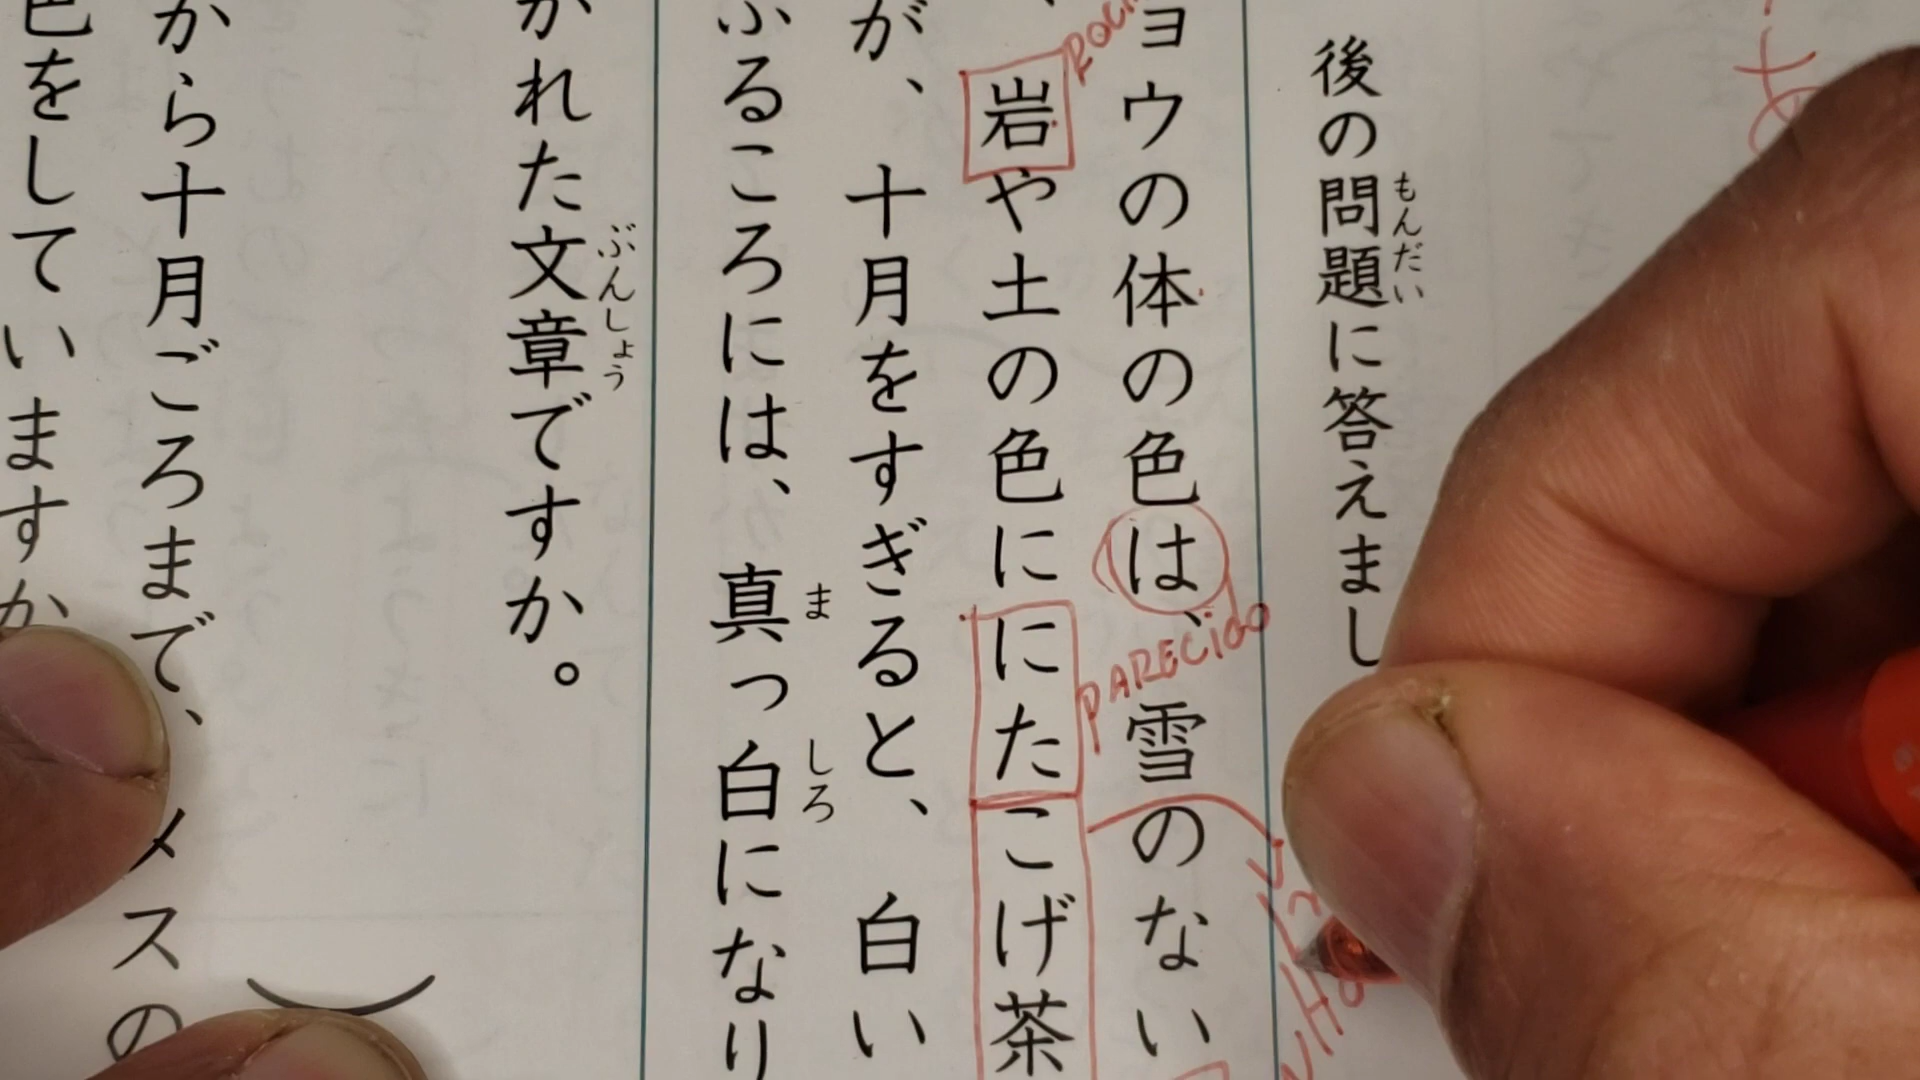 後の問題に答えまし
もんだい
ョウの体の色は、雪のない
岩や土の色ににたこげ茶
PARECIDO
が、十月をすぎると、白い
ふるころには、真っ白になり
ま
しろ
かれた文章ですか。
ぶんしょう
から十月ごろまで、メスの
色をしていますか